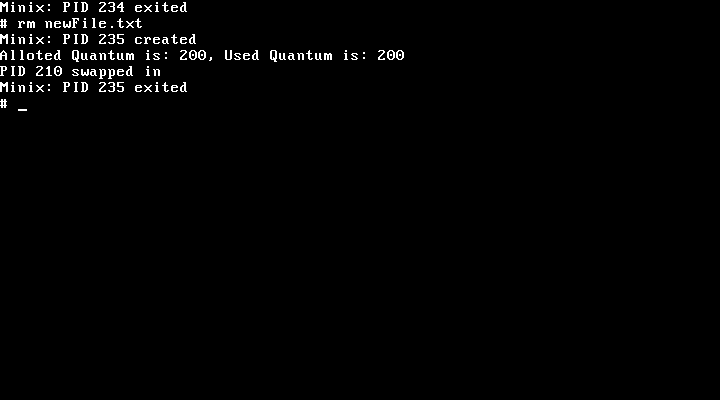 Minix: PID 234 exited
# rm newFile.txt
Minix: PID 235 created
Alloted Quantum is: 200, Used Quantum is: 200
PID 210 swapped in
Minix: PID 235 exited
# _